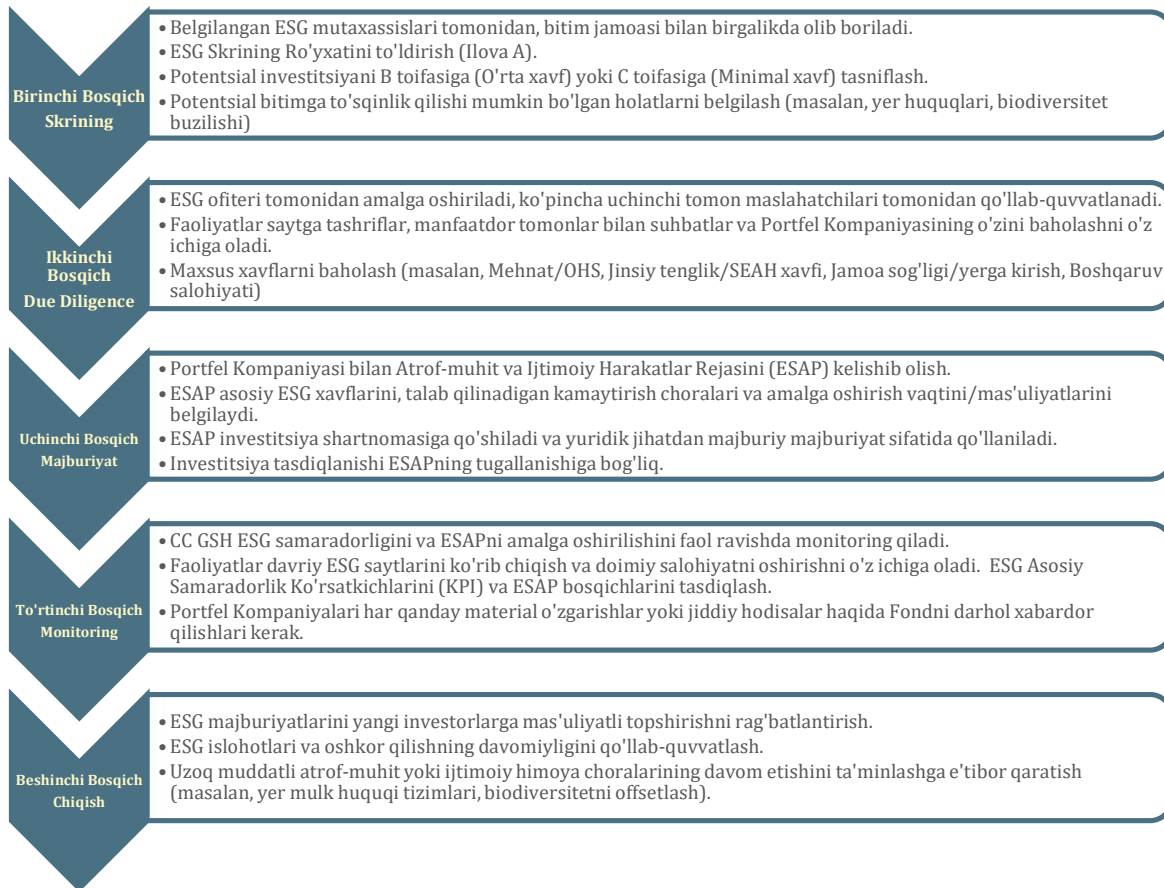 Birinchi Bosqich
Skrining
• Belgilangan ESG mutaxassislari tomonidan, bitim jamoasi bilan birgalikda olib boriladi.
• ESG Skrining Ro'yxatini to'ldirish (Ilova A).
• Potentsial investitsiyani B toifasiga (O'rta xavf) yoki C toifasiga (Minimal xavf) tasniflash.
• Potentsial bitimga to'sqinlik qilishi mumkin bo'lgan holatlarni belgilash (masalan, yer huquqlari, biodiversitet
buzilishi)
Ikkinchi
Bosqich
Due Diligence
• ESG ofiteri tomonidan amalga oshiriladi, ko'pincha uchinchi tomon maslahatchilari tomonidan qo'llab-quvvatlanadi.
• Faoliyatlar saytga tashriflar, manfaatdor tomonlar bilan suhbatlar va Portfel Kompaniyasining o'zini baholashni o'z
ichiga oladi.
• Maxsus xavflarni baholash (masalan, Mehnat/OHS, Jinsiy tenglik/SEAH xavfi, Jamoa sog'ligi/yerga kirish, Boshqaruv
salohiyati)
Uchinchi Bosqich
Majburiyat
• Portfel Kompaniyasi bilan Atrof-muhit va Ijtimoiy Harakatlar Rejasini (ESAP) kelishib olish.
• ESAP asosiy ESG xavflarini, talab qilinadigan kamaytirish choralari va amalga oshirish vaqtini/mas'uliyatlarini
belgilaydi.
• ESAP investitsiya shartnomasiga qo'shiladi va yuridik jihatdan majburiy majburiyat sifatida qo'llaniladi.
• Investitsiya tasdiqlanishi ESAPning tugallanishiga bog'liq.
To'rtinchi Bosqich
Monitoring
• CC GSH ESG samaradorligini va ESAPni amalga oshirilishini faol ravishda monitoring qiladi.
• Faoliyatlar davriy ESG saytlarini ko'rib chiqish va doimiy salohiyatni oshirishni o'z ichiga oladi. ESG Asosiy
Samaradorlik Ko'rsatkichlarini (KPI) va ESAP bosqichlarini tasdiqlash.
• Portfel Kompaniyalari har qanday material o'zgarishlar yoki jiddiy hodisalar haqida Fondni darhol xabardor
qilishlari kerak.
Beshinchi Bosqich
Chiqish
• ESG majburiyatlarini yangi investorlarga mas'uliyatli topshirishni rag'batlantirish.
• ESG islohotlari va oshkor qilishning davomiyligini qo'llab-quvvatlash.
• Uzoq muddatli atrof-muhit yoki ijtimoiy himoya choralarining davom etishini ta'minlashga e'tibor qaratish
(masalan, yer mulk huquqi tizimlari, biodiversitetni offsetlash).